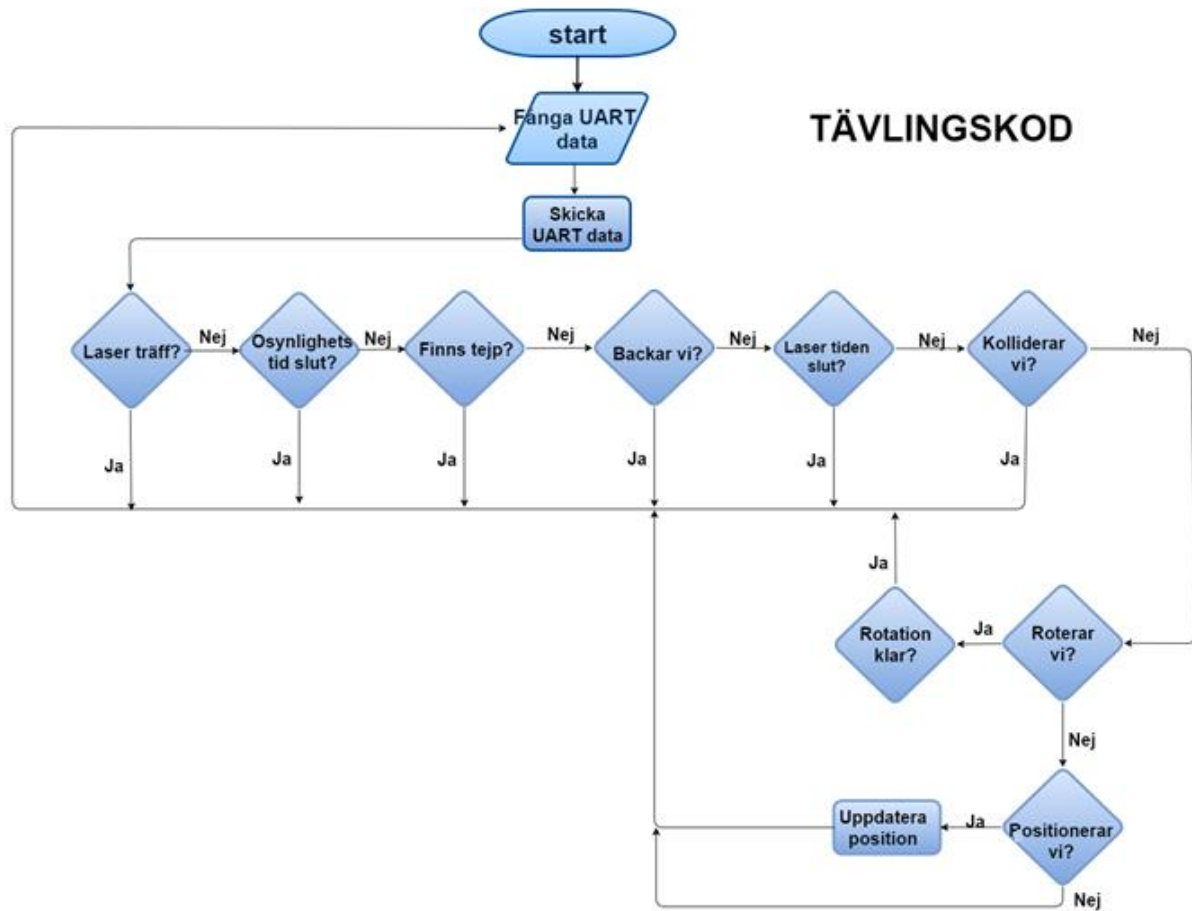 start
Fånga UART
data
TÄVLINGSKOD
Skicka
UART data
Laser träff?
Nej
Osynlighets
tid slut?
Nej
Finns tejp?
Nej
Backar vi?
Nej
Laser tiden
slut?
Nej
Kolliderar
vi?
Nej
Ja
Ja
Ja
Ja
Ja
Ja
Ja
Rotation
klar?
Ja
Roterar
vi?
Nej
Uppdatera
position
Ja
Positionerar
vi?
Nej